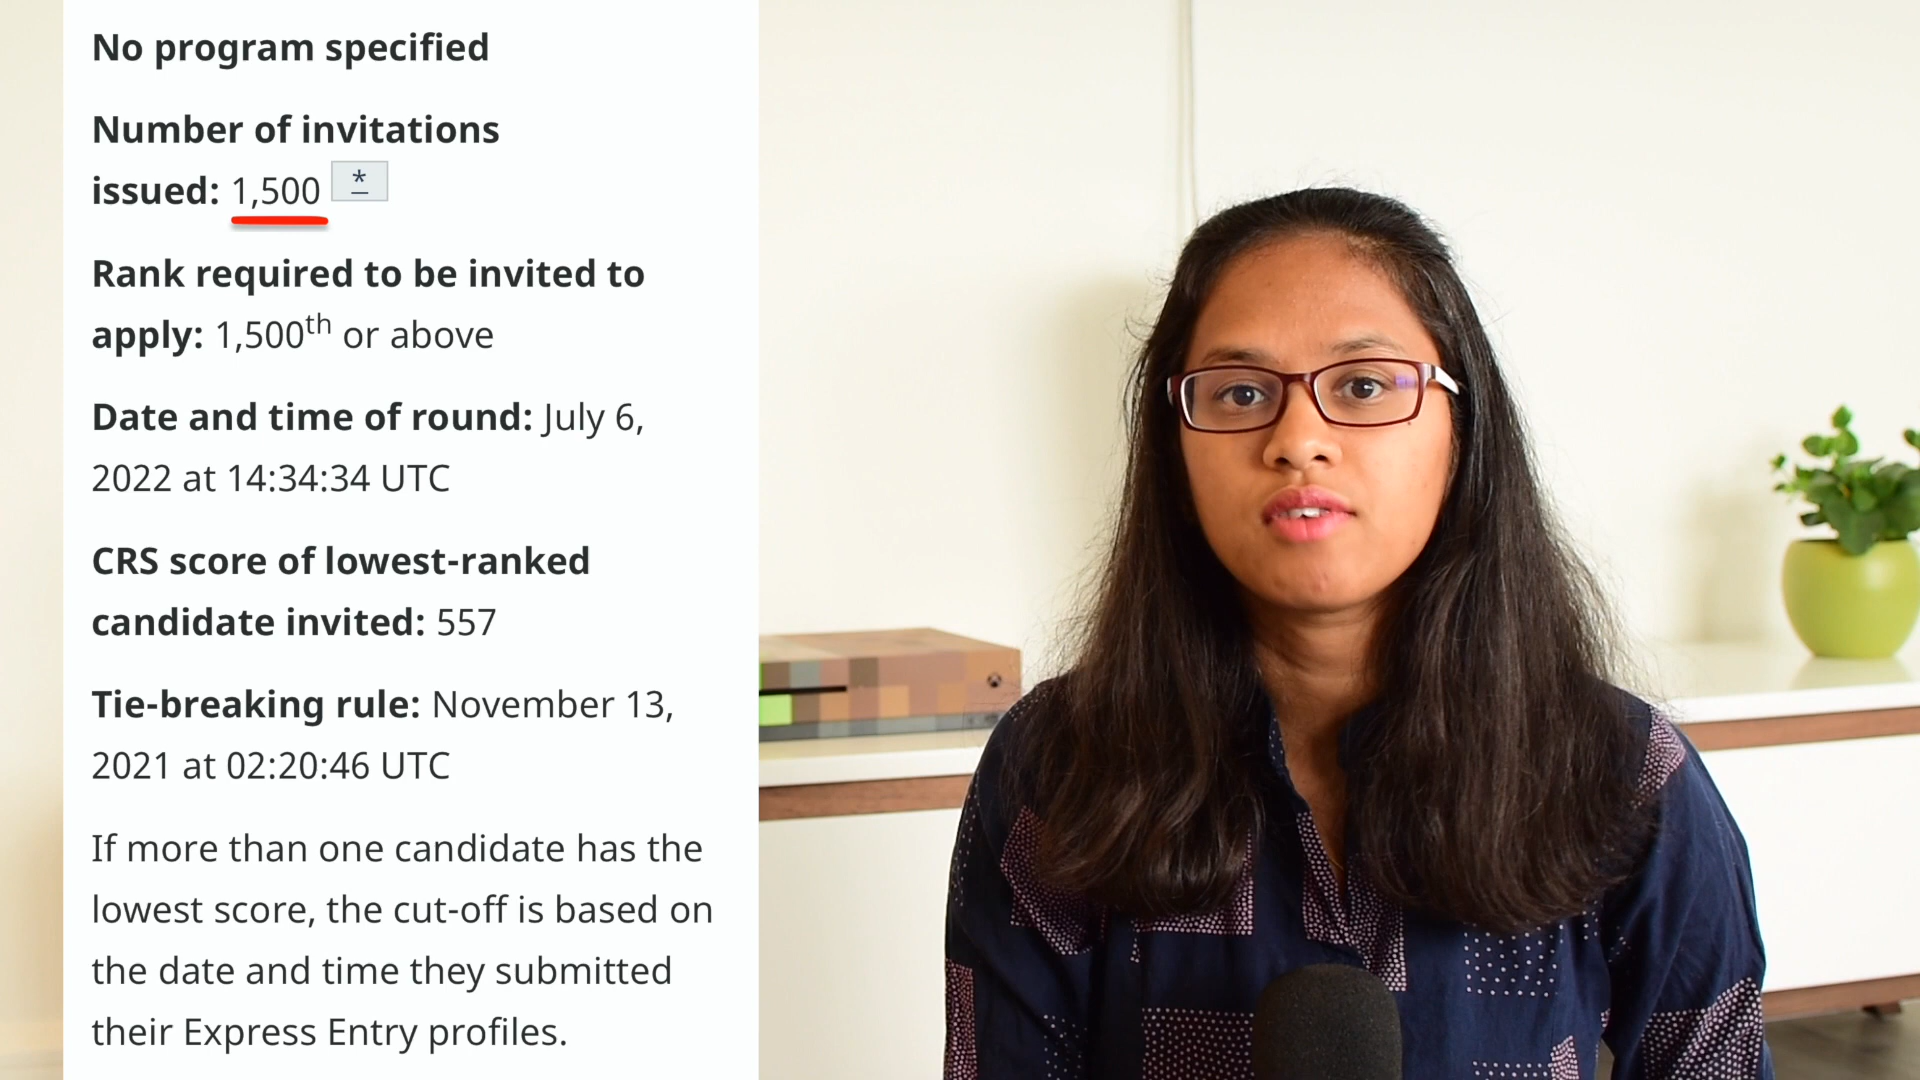 No program specified
Number of invitations
issued: 1,500 *
Rank required to be invited to
apply: 1,500th or above
Date and time of round: July 6,
2022 at 14:34:34 UTC
CRS score of lowest-ranked
candidate invited: 557
Tie-breaking rule: November 13,
2021 at 02:20:46 UTC
If more than one candidate has the
lowest score, the cut-off is based on
the date and time they submitted
their Express Entry profiles.